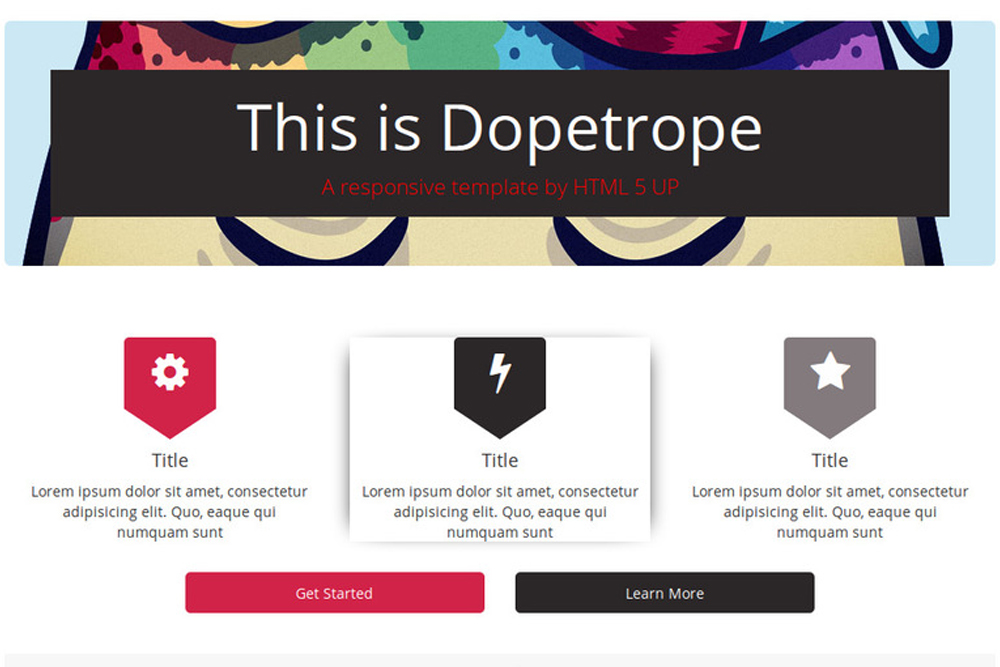 This is Dopetrope
A responsive template by HTML 5 UP
Title
Lorem ipsum dolor sit amet, consectetur
adipisicing elit. Quo, eaque qui
numquam sunt
Title
Lorem ipsum dolor sit amet, consectetur
adipisicing elit. Quo, eaque qui
numquam sunt
Title
Lorem ipsum dolor sit amet, consectetur
adipisicing elit. Quo, eaque qui
numquam sunt
Get Started
Learn More